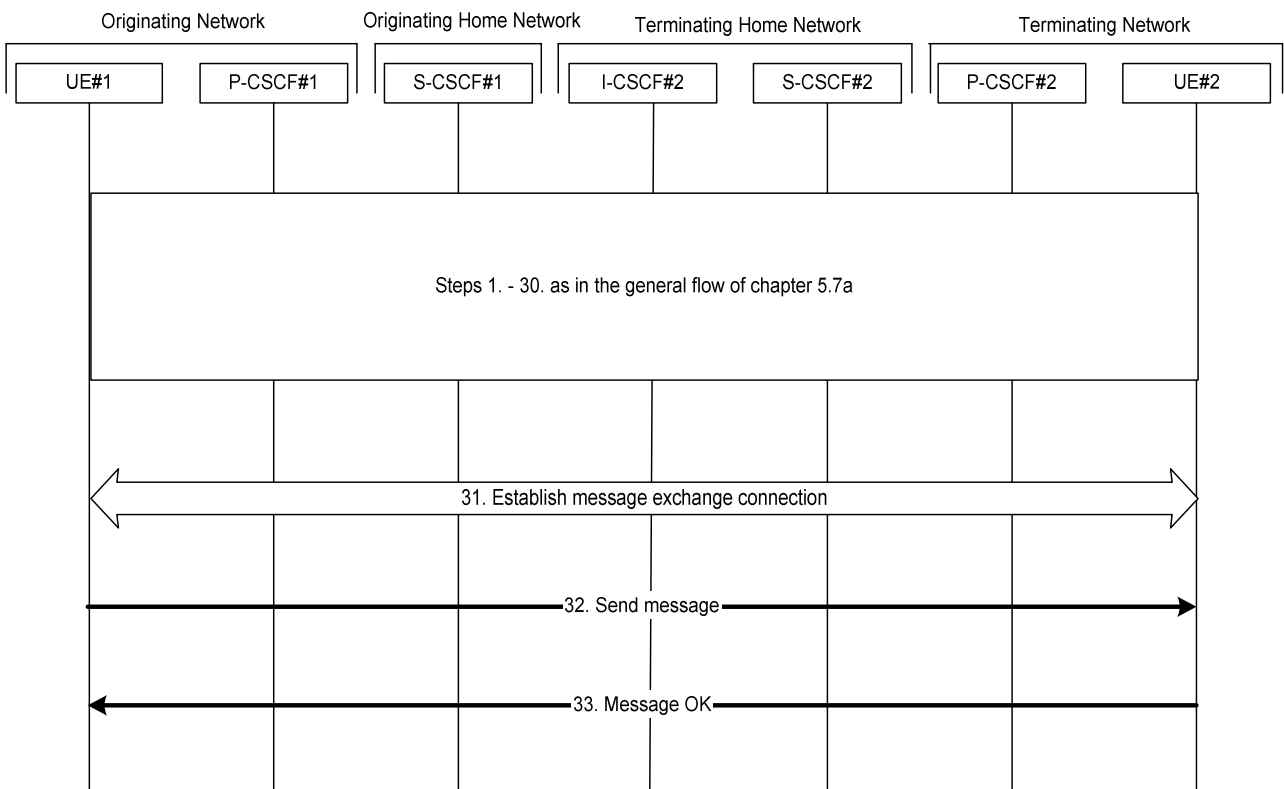 Originating Network
Originating Home Network
Terminating Home Network
Terminating Network
UE#1
P-CSCF#1
S-CSCF#1
I-CSCF#2
S-CSCF#2
P-CSCF#2
UE#2
Steps 1. - 30. as in the general flow of chapter 5.7a
31. Establish message exchange connection
32. Send message
33. Message OK